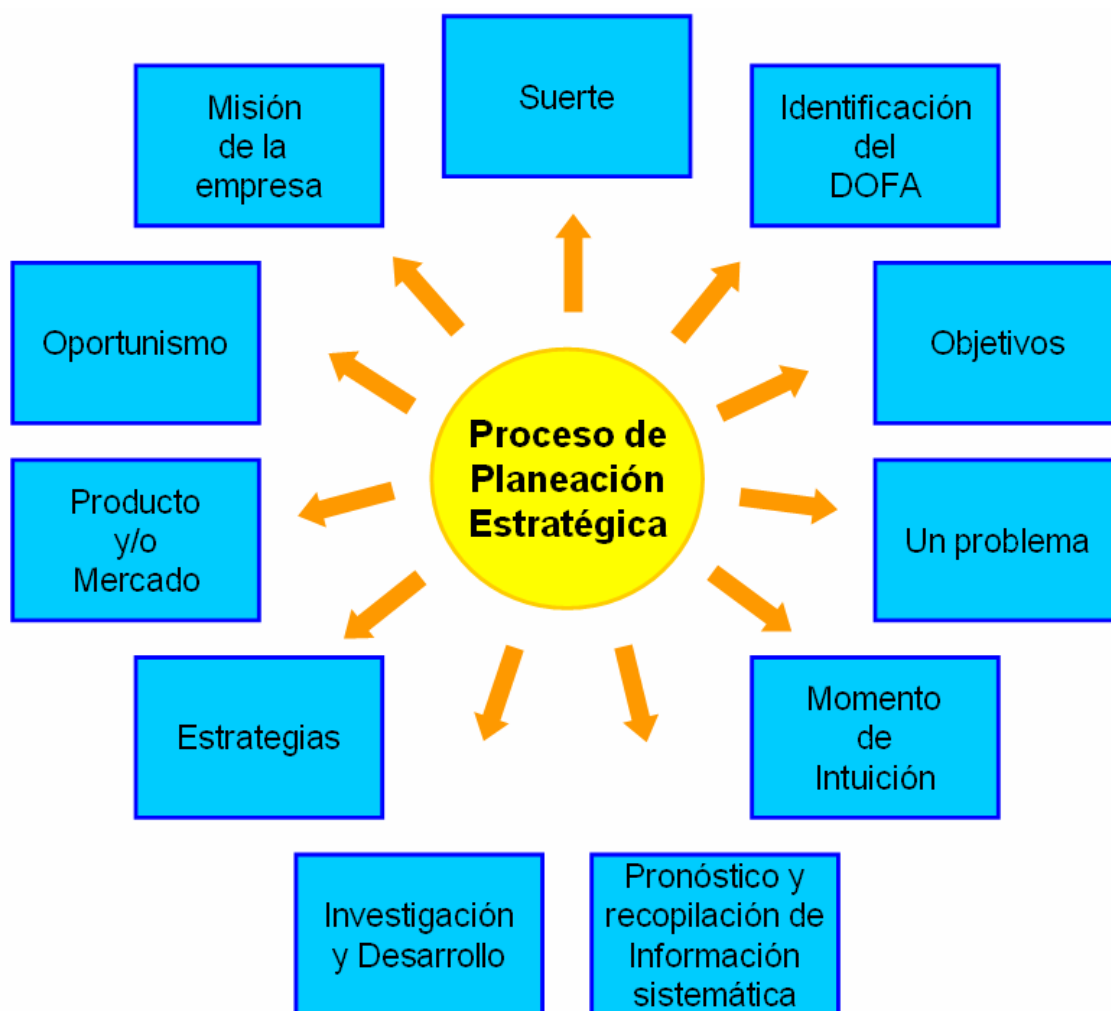 Suerte
Misión
de la
empresa
Identificación
del
DOFA
Oportunismo
Objetivos
Proceso de
Planeación
Estratégica
Producto
y/o
Mercado
Un problema
Estrategias
Momento
de
Intuición
Investigación
y Desarrollo
Pronóstico y
recopilación de
Información
sistemática